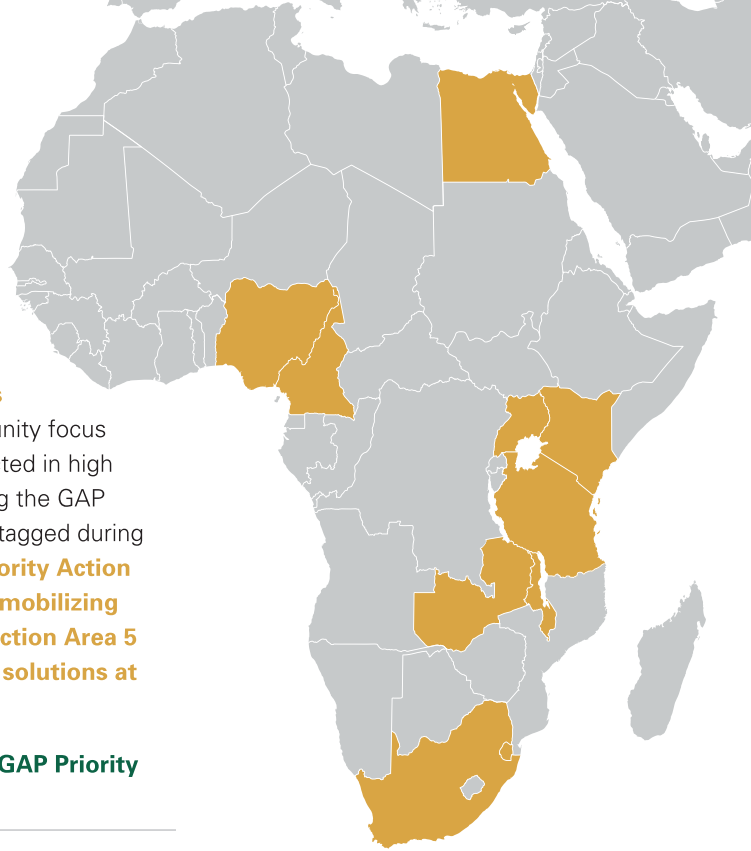 s
unity focus
ted in high
g the GAP
tagged during
ority Action
mobilizing
ction Area 5
solutions at
GAP Priority